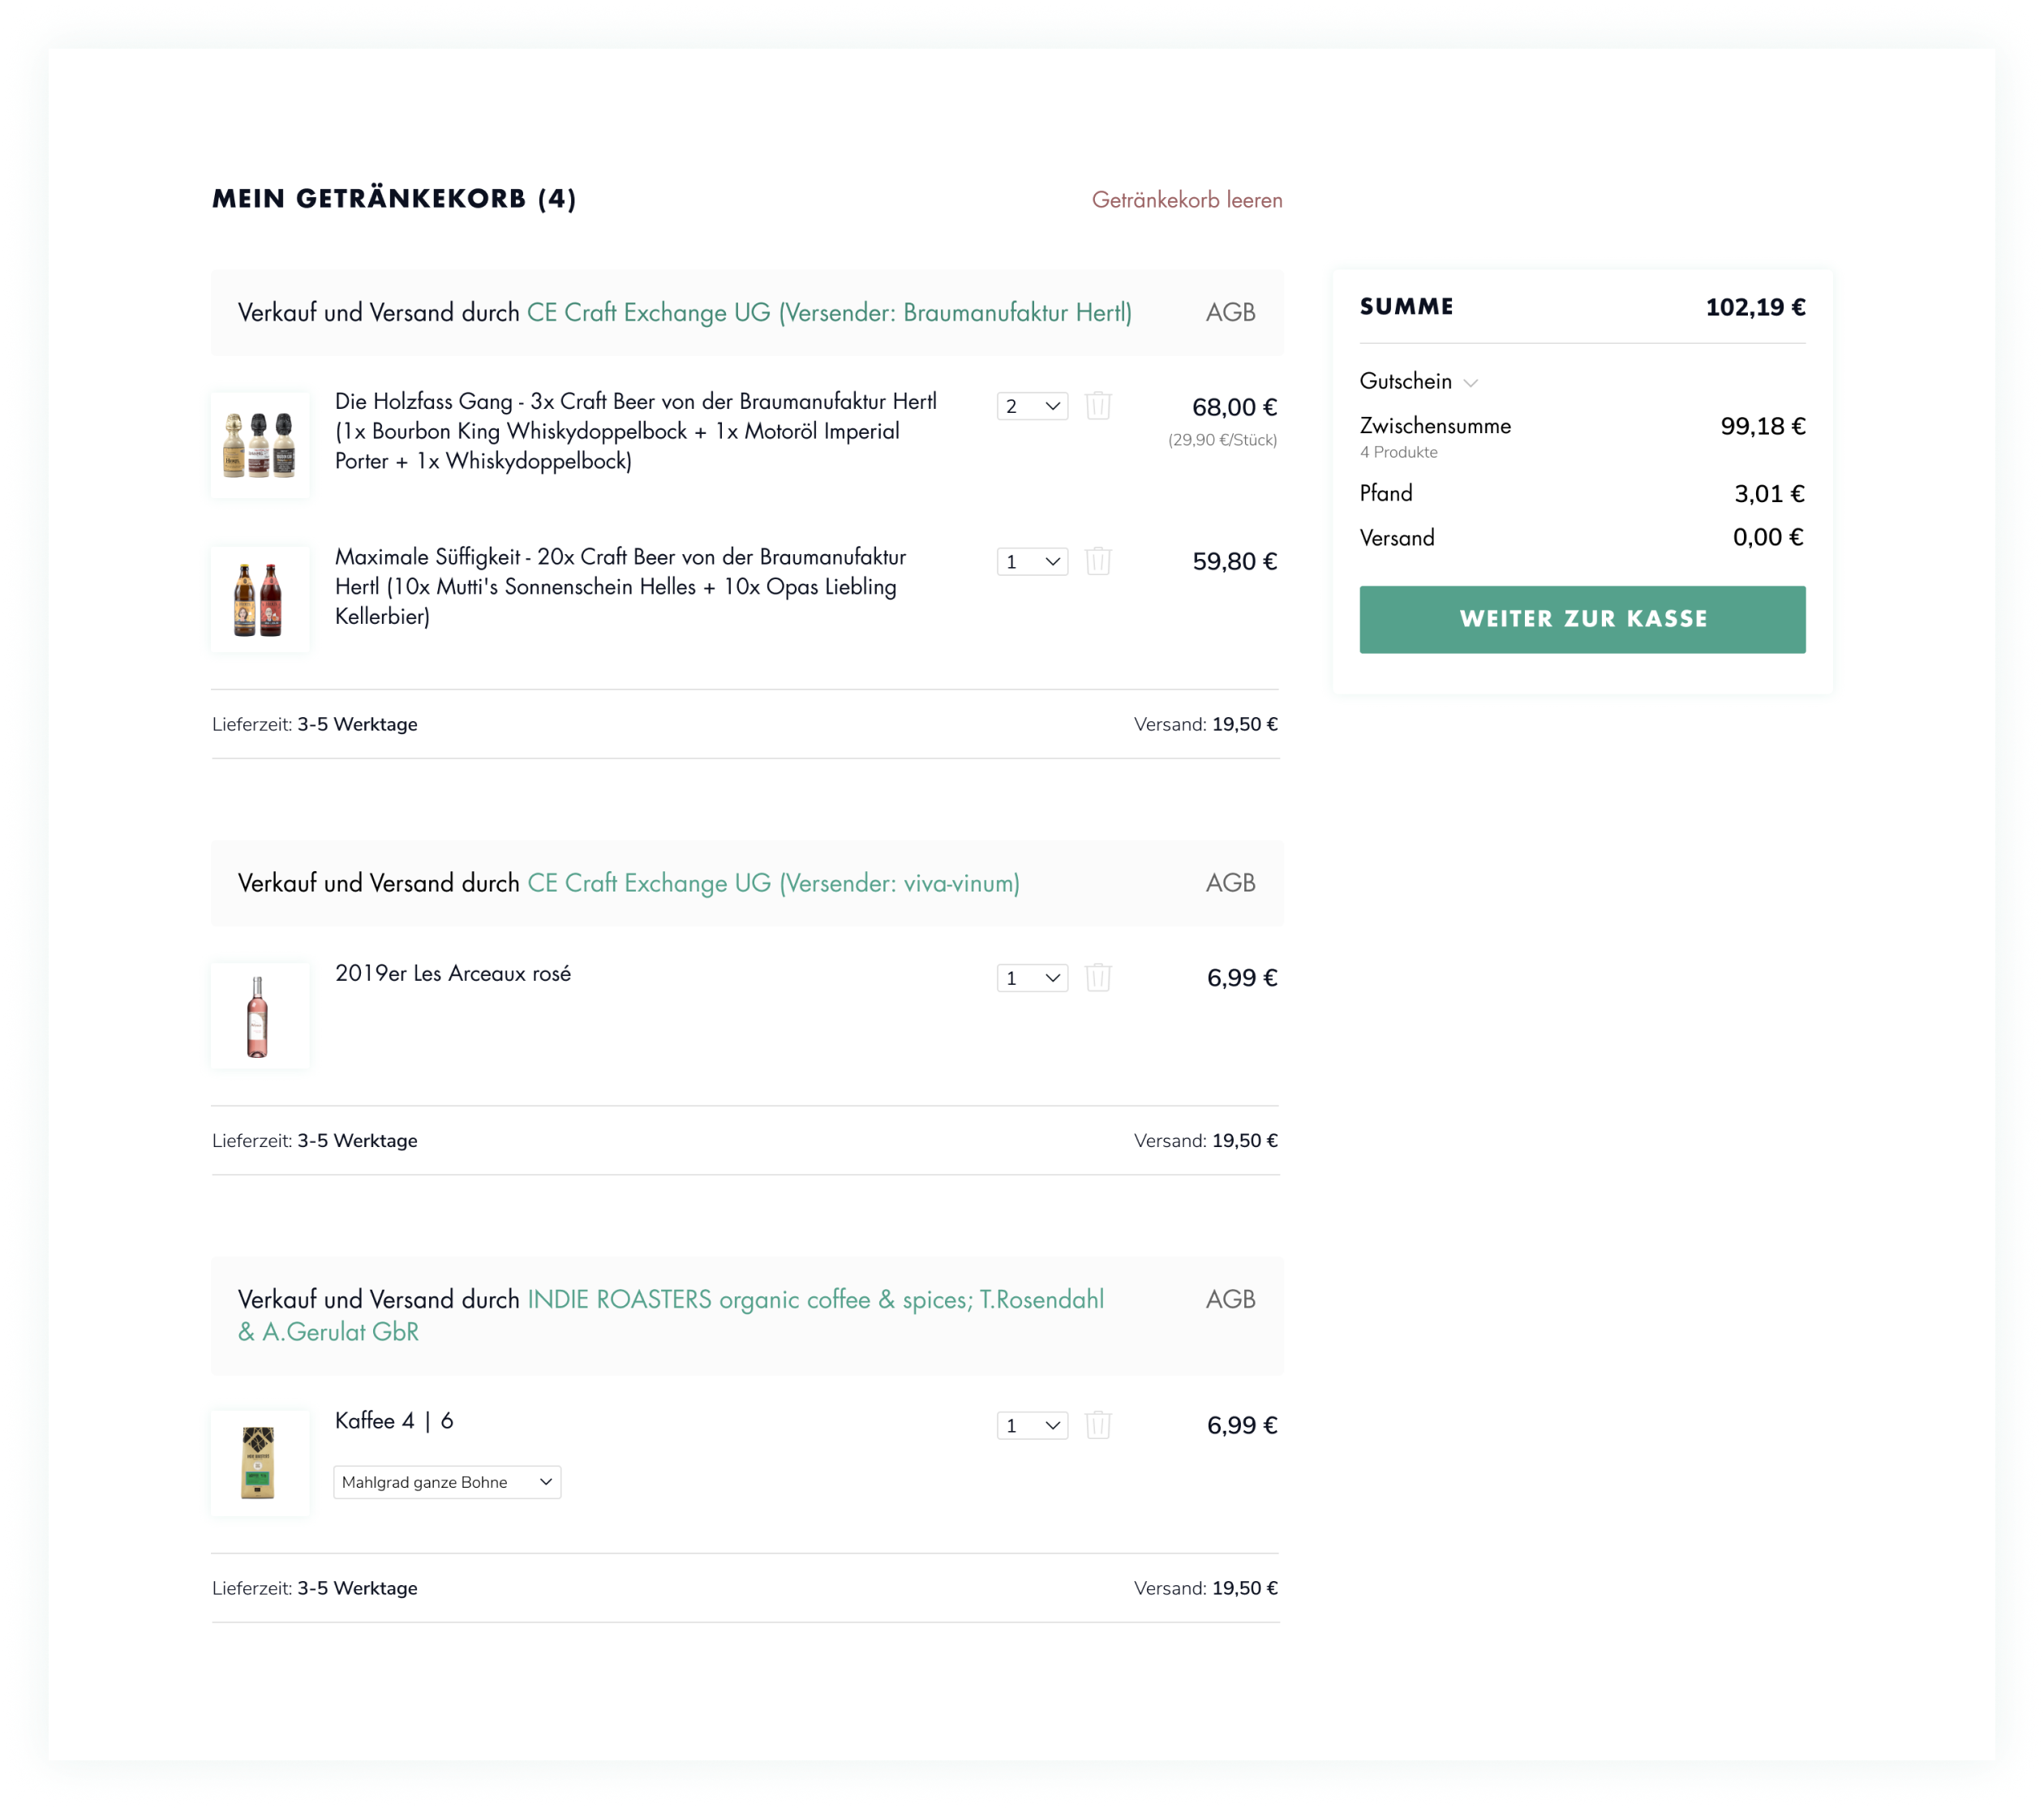 MEIN GETRÄNKEKORB (4)
Getränkekorb leeren
Verkauf und Versand durch CE Craft Exchange UG (Versender: Braumanufaktur Hertl)
AGB
Die Holzfass Gang - 3x Craft Beer von der Braumanufaktur Hertl
(1x Bourbon King Whiskydoppelbock + 1x Motoröl Imperial
Porter + 1x Whiskydoppelbock)
2
68,00 €
(29,90 €/Stück)
Maximale Süffigkeit - 20x Craft Beer von der Braumanufaktur
Hertl (10x Mutti's Sonnenschein Helles + 10x Opas Liebling
Kellerbier)
1
59,80 €
Lieferzeit: 3-5 Werktage
Versand: 19,50 €
Verkauf und Versand durch CE Craft Exchange UG (Versender: viva-vinum)
AGB
2019er Les Arceaux rosé
1
6,99 €
Lieferzeit: 3-5 Werktage
Versand: 19,50 €
Verkauf und Versand durch INDIE ROASTERS organic coffee & spices; T.Rosendahl
& A.Gerulat GbR
AGB
Kaffee 4 | 6
1
6,99 €
Mahlgrad ganze Bohne
Lieferzeit: 3-5 Werktage
Versand: 19,50 €
SUMME
102,19 €
Gutschein
Zwischensumme
99,18 €
4 Produkte
Pfand
3,01 €
Versand
0,00 €
WEITER ZUR KASSE